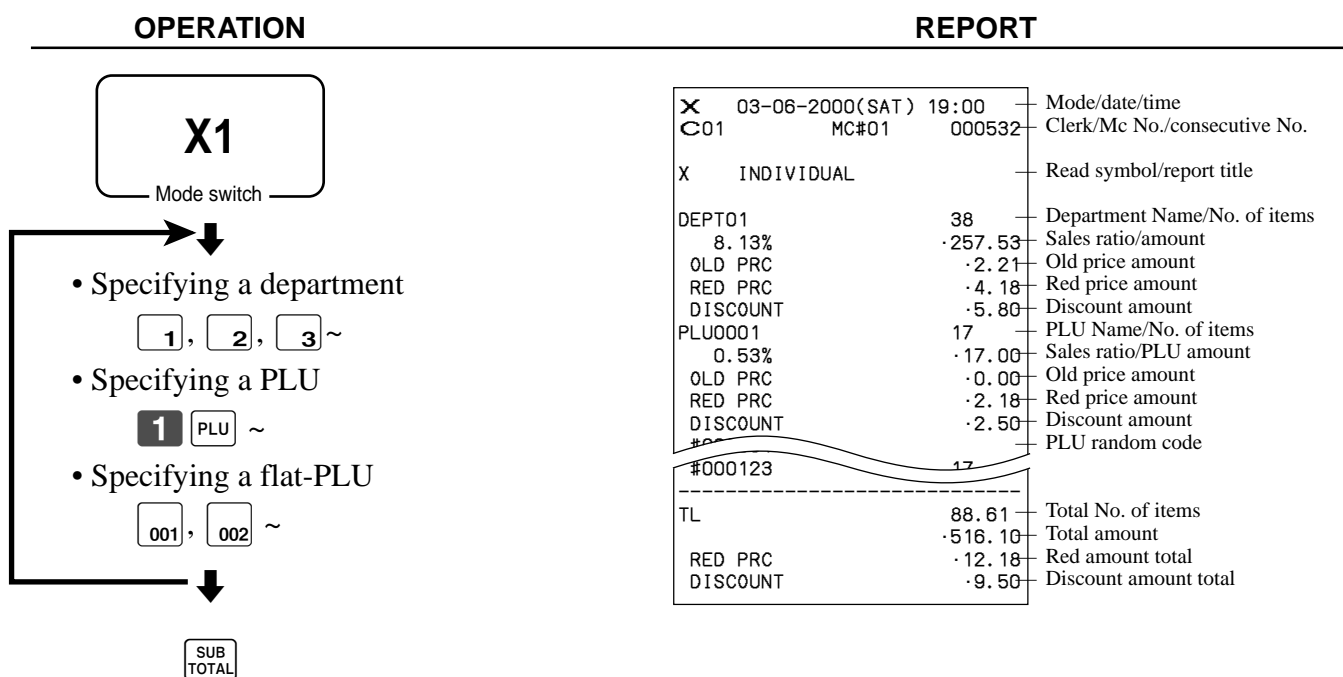 OPERATION
REPORT
X1
Mode switch
• Specifying a department
1, 2, 3~
• Specifying a PLU
1 PLU ~
• Specifying a flat-PLU
001, 002 ~
SUB
TOTAL
X 03-06-2000(SAT) 19:00 Mode/date/time
C01 MC#01 000532 Clerk/Mc No./consecutive No.
X INDIVIDUAL Read symbol/report title
DEPT01 38 Department Name/No. of items
8.13% ·257.53 Sales ratio/amount
OLD PRC ·2.21 Old price amount
RED PRC ·4.18 Red price amount
DISCOUNT ·5.80 Discount amount
PLU0001 17 PLU Name/No. of items
0.53% ·17.00 Sales ratio/PLU amount
OLD PRC ·0.00 Old price amount
RED PRC ·2.18 Red price amount
DISCOUNT ·2.50 Discount amount
PLU random code
#000123 17
TL 88.61 Total No. of items
·516.10 Total amount
RED PRC ·12.18 Red amount total
DISCOUNT ·9.50 Discount amount total